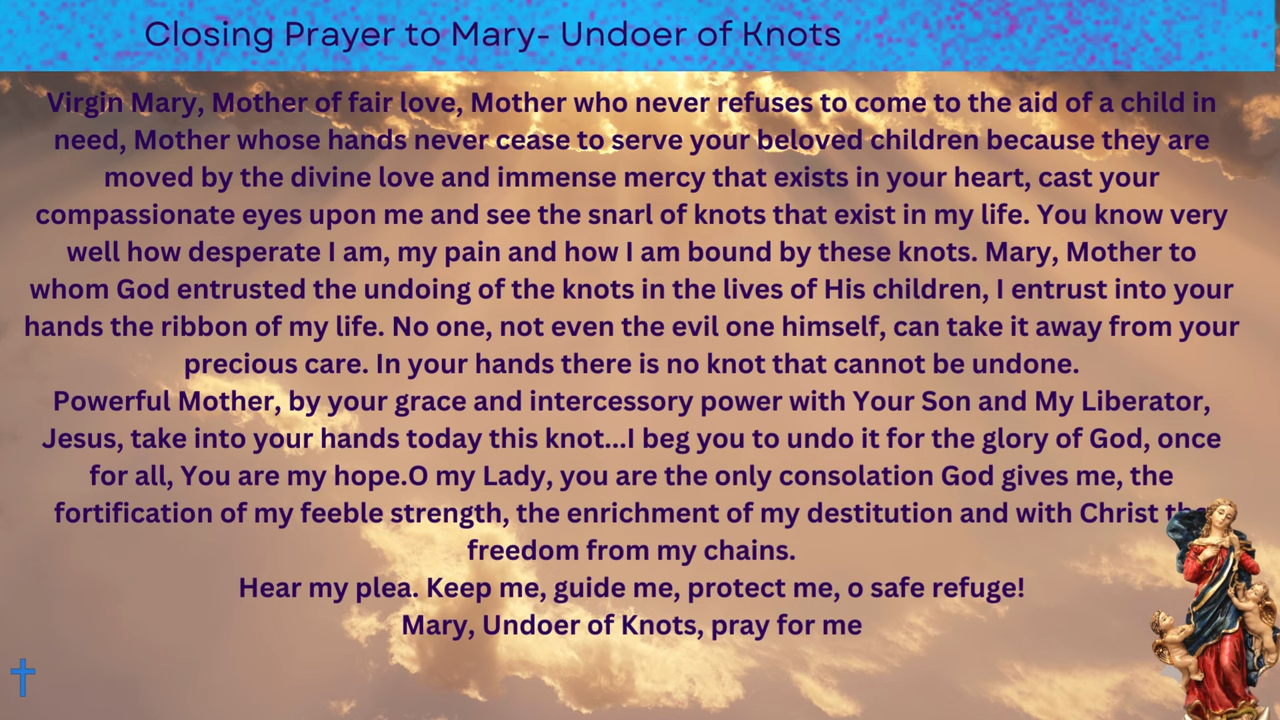 Closing Prayer to Mary- Undoer of Knots
Virgin Mary, Mother of fair love, Mother who never refuses to come to the aid of a child in
need, Mother whose hands never cease to serve your beloved children because they are
moved by the divine love and immense mercy that exists in your heart, cast your
compassionate eyes upon me and see the snarl of knots that exist in my life. You know very
well how desperate I am, my pain and how I am bound by these knots. Mary, Mother to
whom God entrusted the undoing of the knots in the lives of His children, I entrust into your
hands the ribbon of my life. No one, not even the evil one himself, can take it away from your
precious care. In your hands there is no knot that cannot be undone.
Powerful Mother, by your grace and intercessory power with Your Son and My Liberator,
Jesus, take into your hands today this knot...I beg you to undo it for the glory of God, once
for all, You are my hope.O my Lady, you are the only consolation God gives me, the
fortification of my feeble strength, the enrichment of my destitution and with Christ the
freedom from my chains.
Hear my plea. Keep me, guide me, protect me, o safe refuge!
Mary, Undoer of Knots, pray for me